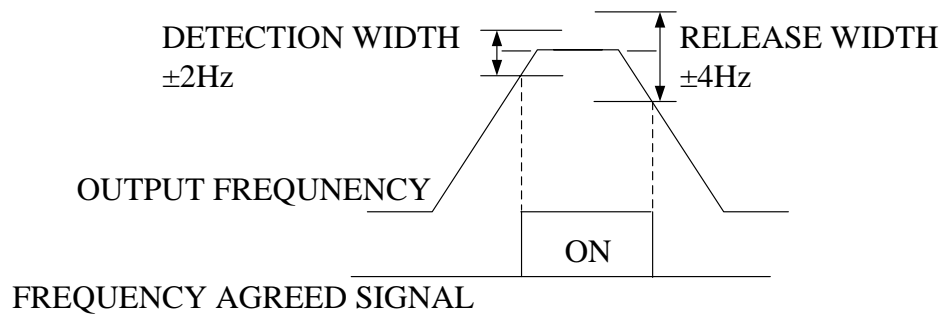 DETECTION WIDTH
±2Hz
RELEASE WIDTH
±4Hz
OUTPUT FREQUNENCY
ON
FREQUENCY AGREED SIGNAL